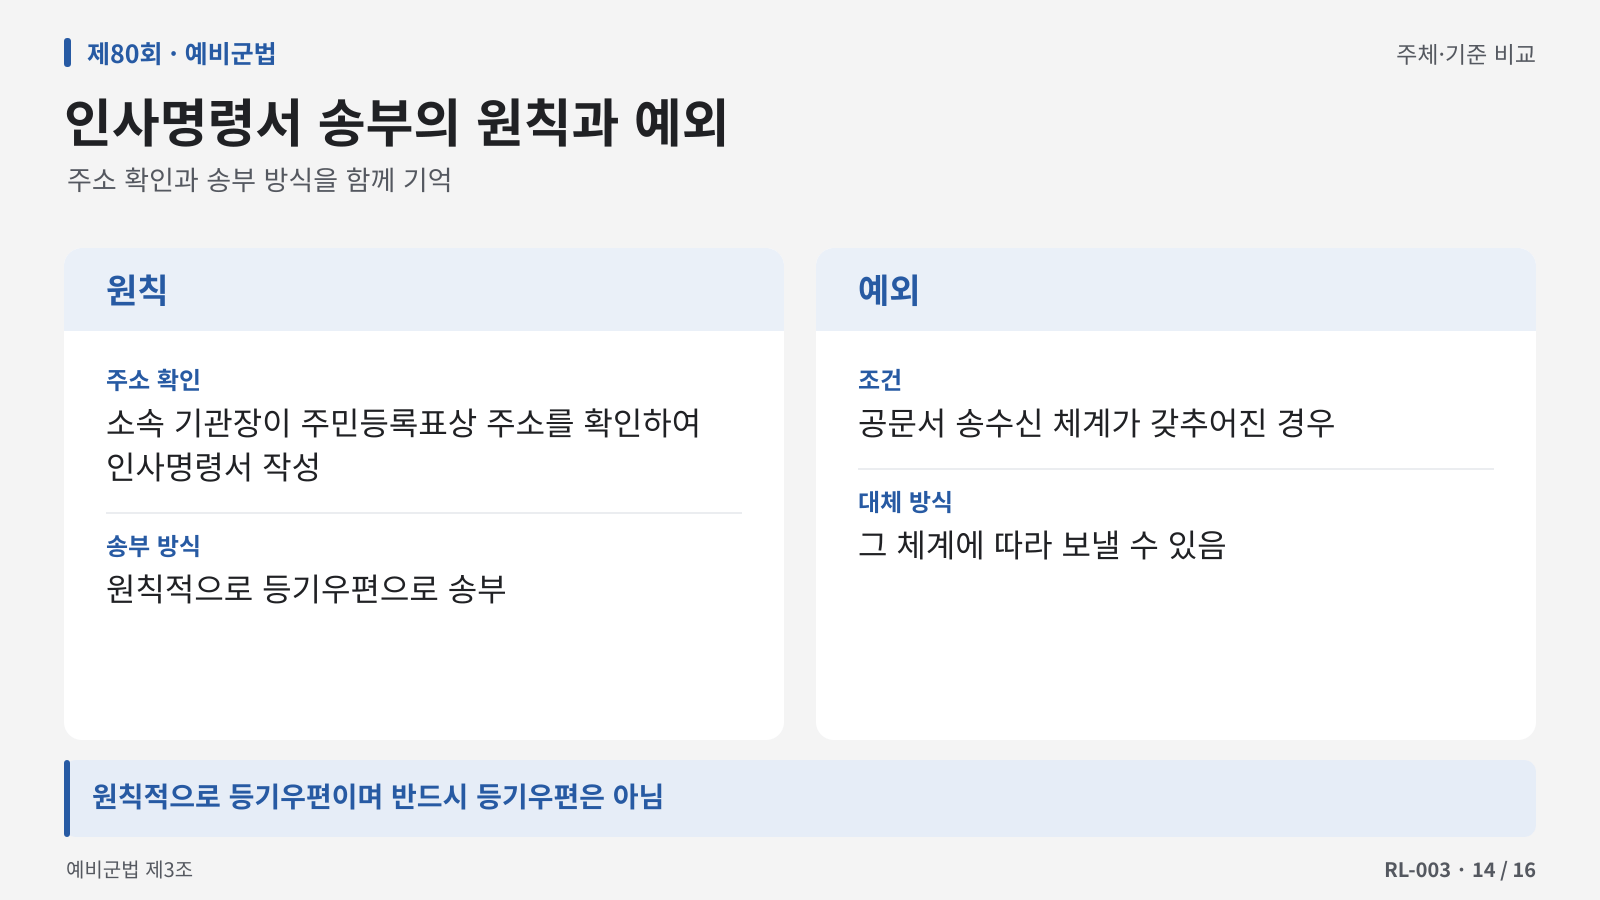 제80회 · 예비군법
주체·기준 비교
인사명령서 송부의 원칙과 예외
주소 확인과 송부 방식을 함께 기억
원칙
주소 확인
소속 기관장이 주민등록표상 주소를 확인하여
인사명령서 작성
송부 방식
원칙적으로 등기우편으로 송부
예외
조건
공문서 송수신 체계가 갖추어진 경우
대체 방식
그 체계에 따라 보낼 수 있음
원칙적으로 등기우편이며 반드시 등기우편은 아님
예비군법 제3조
RL-003 · 14 / 16